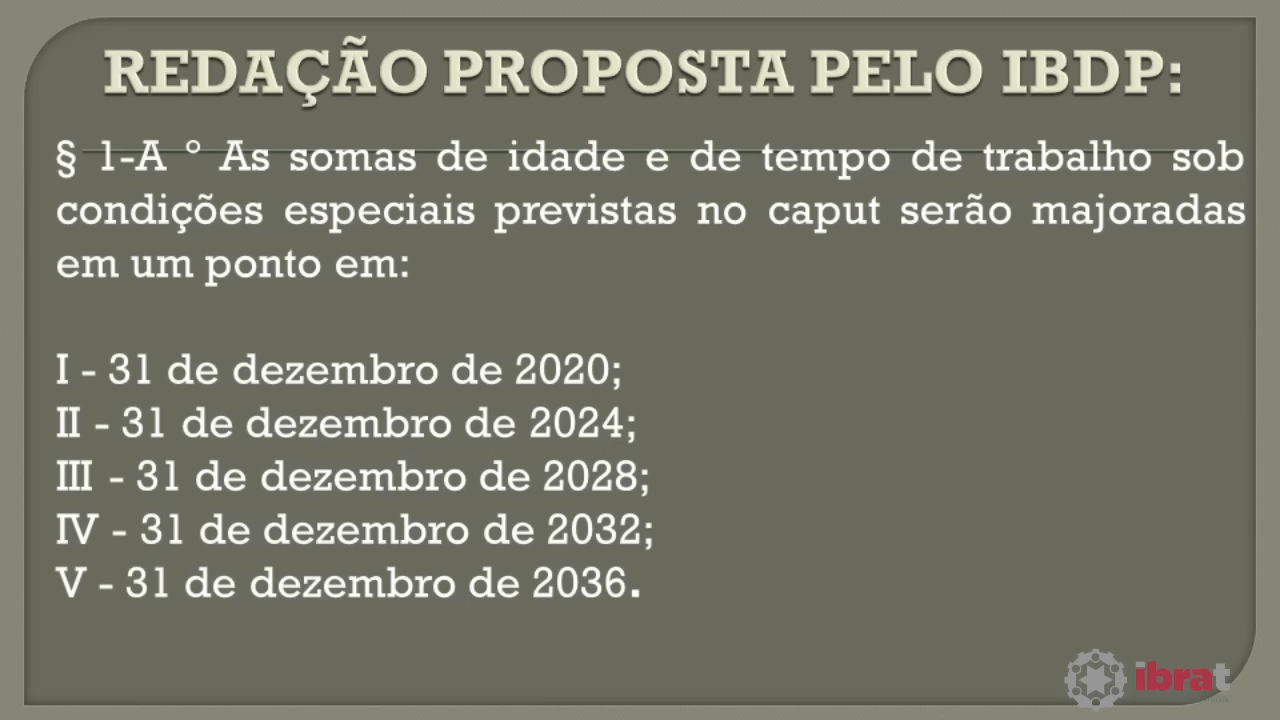 REDAÇÃO PROPOSTA PELO IBDP:
§ 1-A º As somas de idade e de tempo de trabalho sob
condições especiais previstas no caput serão majoradas
em um ponto em:
I - 31 de dezembro de 2020;
II - 31 de dezembro de 2024;
III - 31 de dezembro de 2028;
IV - 31 de dezembro de 2032;
V - 31 de dezembro de 2036.
ibrat